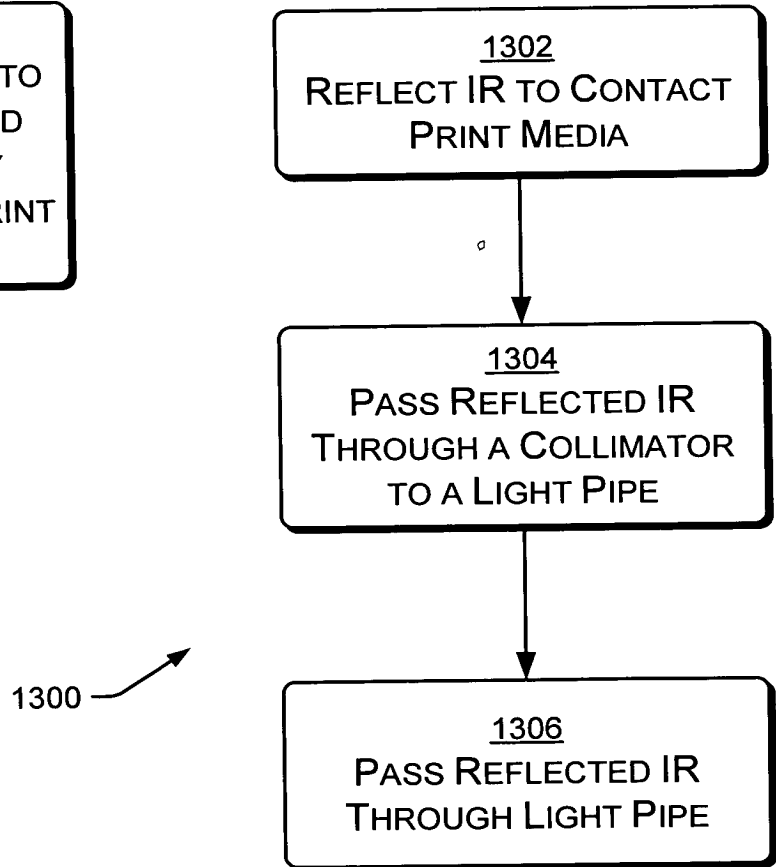 TO
D
RINT
1302
REFLECT IR TO CONTACT
PRINT MEDIA
1304
PASS REFLECTED IR
THROUGH A COLLIMATOR
TO A LIGHT PIPE
1300
1306
PASS REFLECTED IR
THROUGH LIGHT PIPE